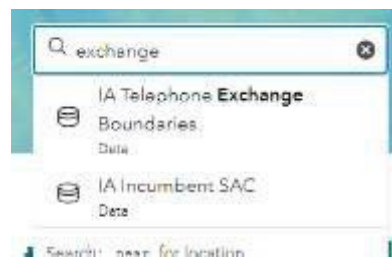 exchange
IA Telephone Exchange
Boundaries
Data
IA Incumbent SAC
Data
Search: near for location